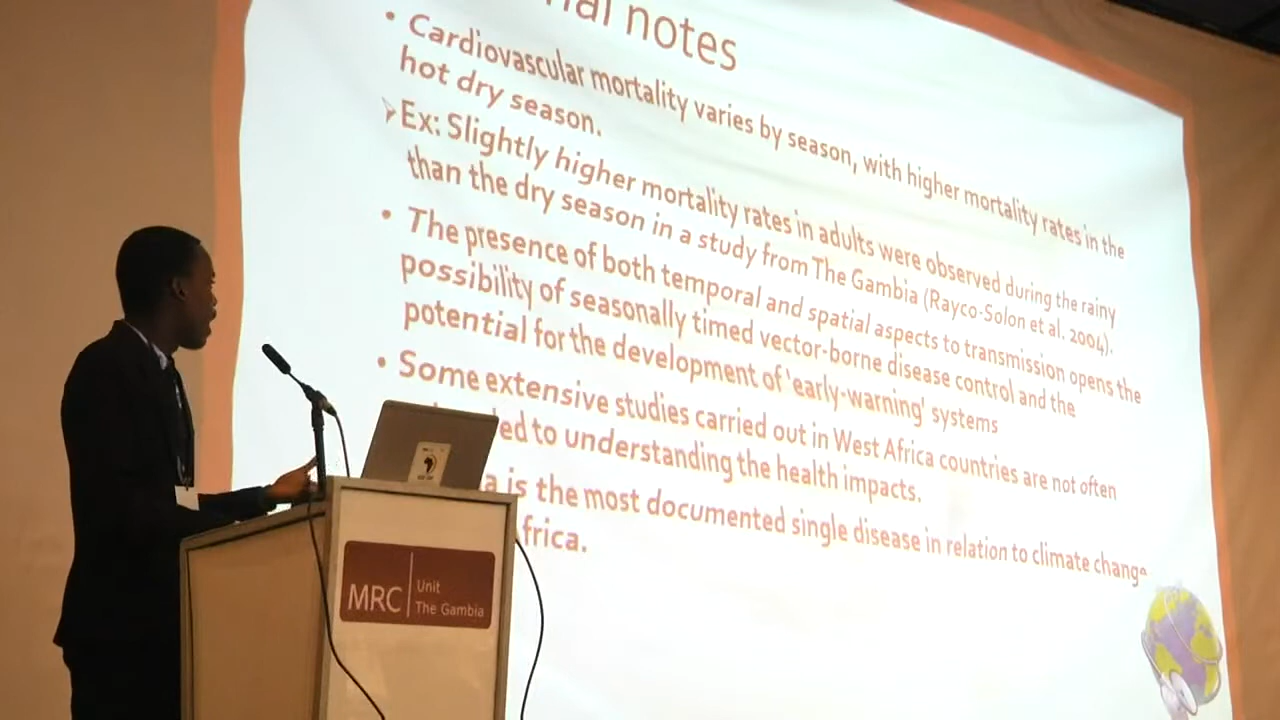 notes
• Cardiovascular mortality varies by season, with higher mortality rates in the
hot dry season.
Ex: Slightly higher mortality rates in adults were observed during the rainy
than the dry season in a study from The Gambia (Rayco-Solon et al. 2004).
• The presence of both temporal and spatial aspects to transmission opens the
possibility of seasonally timed vector-borne disease control and the
potential for the development of 'early-warning' systems
• Some extensive studies carried out in West Africa countries are not often
to understanding the health impacts.
is the most documented single disease in relation to climate change
MRC
Unit
The Gambia